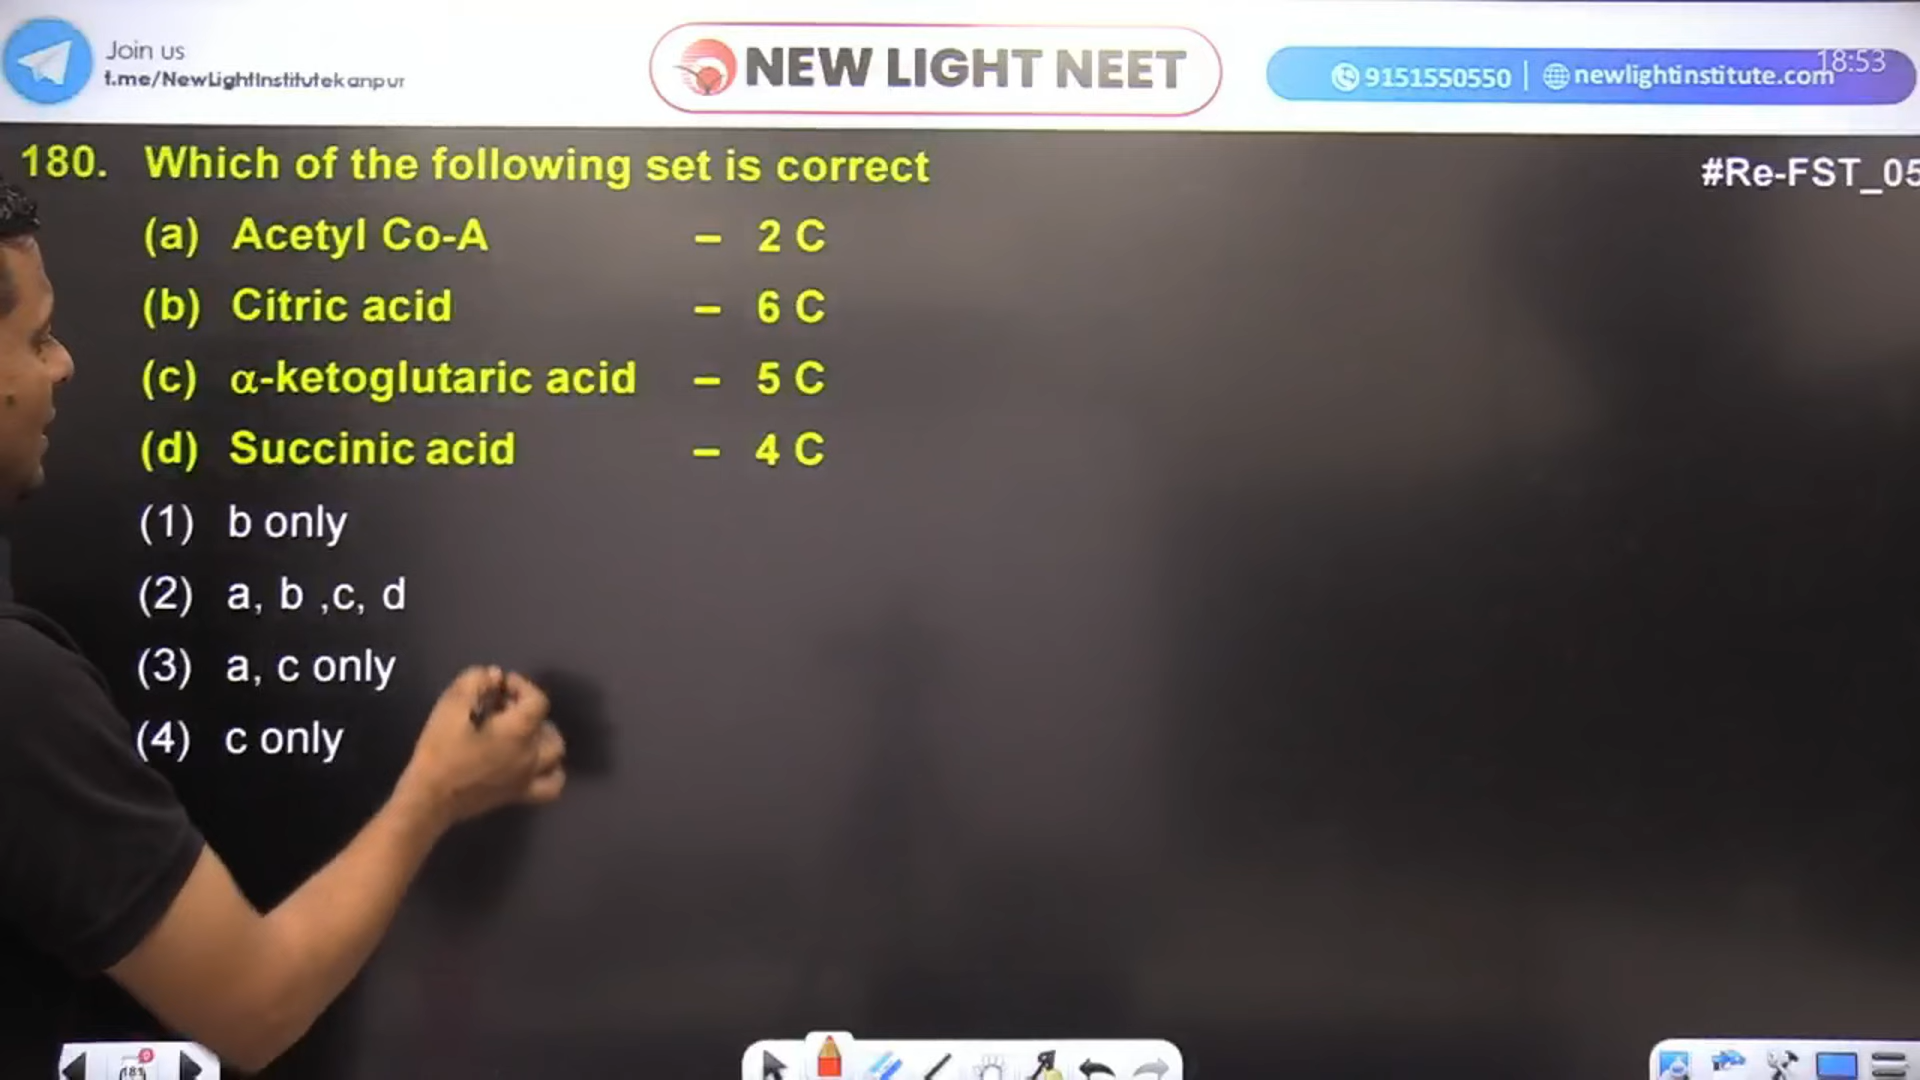 Join us
t.me/NewLightInstitutekanpur
NEW LIGHT NEET
9151550550 | newlightinstitute.com
18:53
180. Which of the following set is correct
#Re-FST_05
(a) Acetyl Co-A – 2 C
(b) Citric acid – 6 C
(c) α-ketoglutaric acid – 5 C
(d) Succinic acid – 4 C
(1) b only
(2) a, b ,c, d
(3) a, c only
(4) c only
181